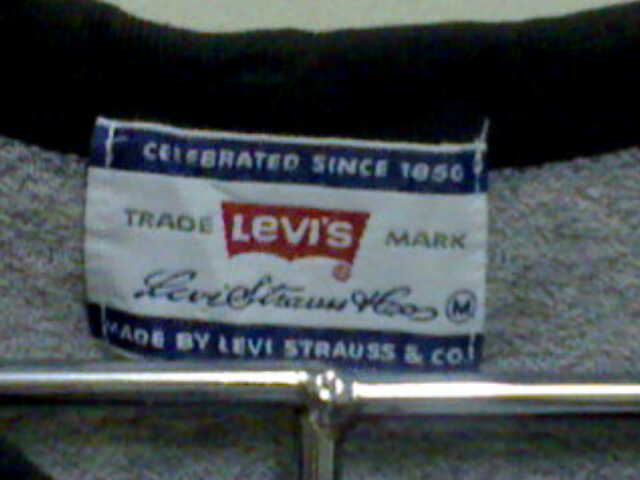 CELEBRATED SINCE 1850
TRADE LEVI'S MARK
®
Levi Strauss & Co M
MADE BY LEVI STRAUSS & CO.